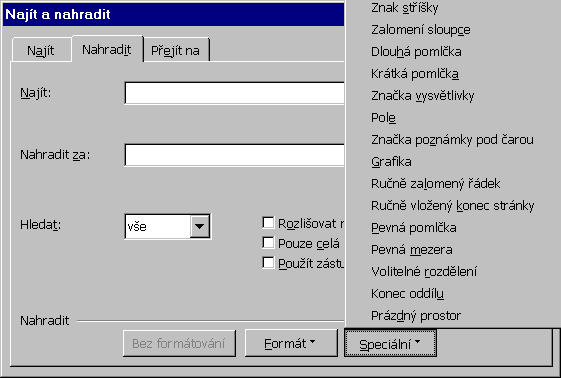 Najít a nahradit
Najít
Nahradit
Přejít na
Najít:
Nahradit za:
Hledat:
vše
Rozlišovat
Pouze celá
Použít zástu
Nahradit
Bez formátování
Formát
Speciální
Znak stříšky
Zalomení sloupce
Dlouhá pomlčka
Krátká pomlčka
Značka vysvětlivky
Pole
Značka poznámky pod čarou
Grafika
Ručně zalomený řádek
Ručně vložený konec stránky
Pevná pomlčka
Pevná mezera
Volitelné rozdělení
Konec oddílu
Prázdný prostor